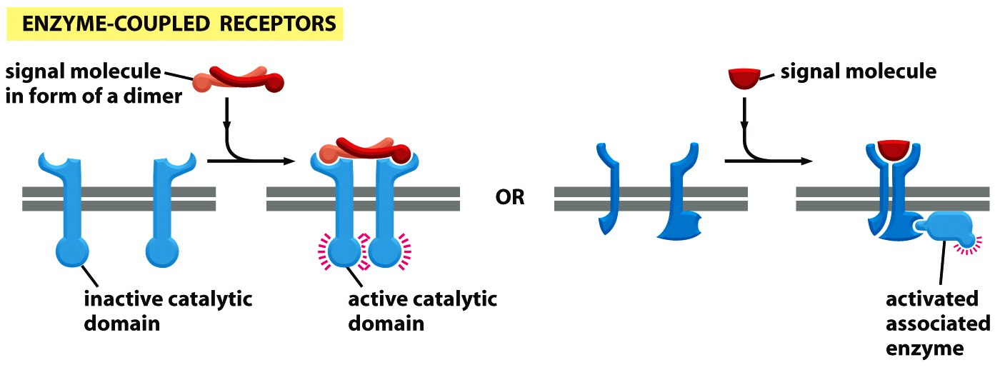 ENZYME-COUPLED RECEPTORS
signal molecule
in form of a dimer
signal molecule
OR
inactive catalytic
domain
active catalytic
domain
activated
associated
enzyme